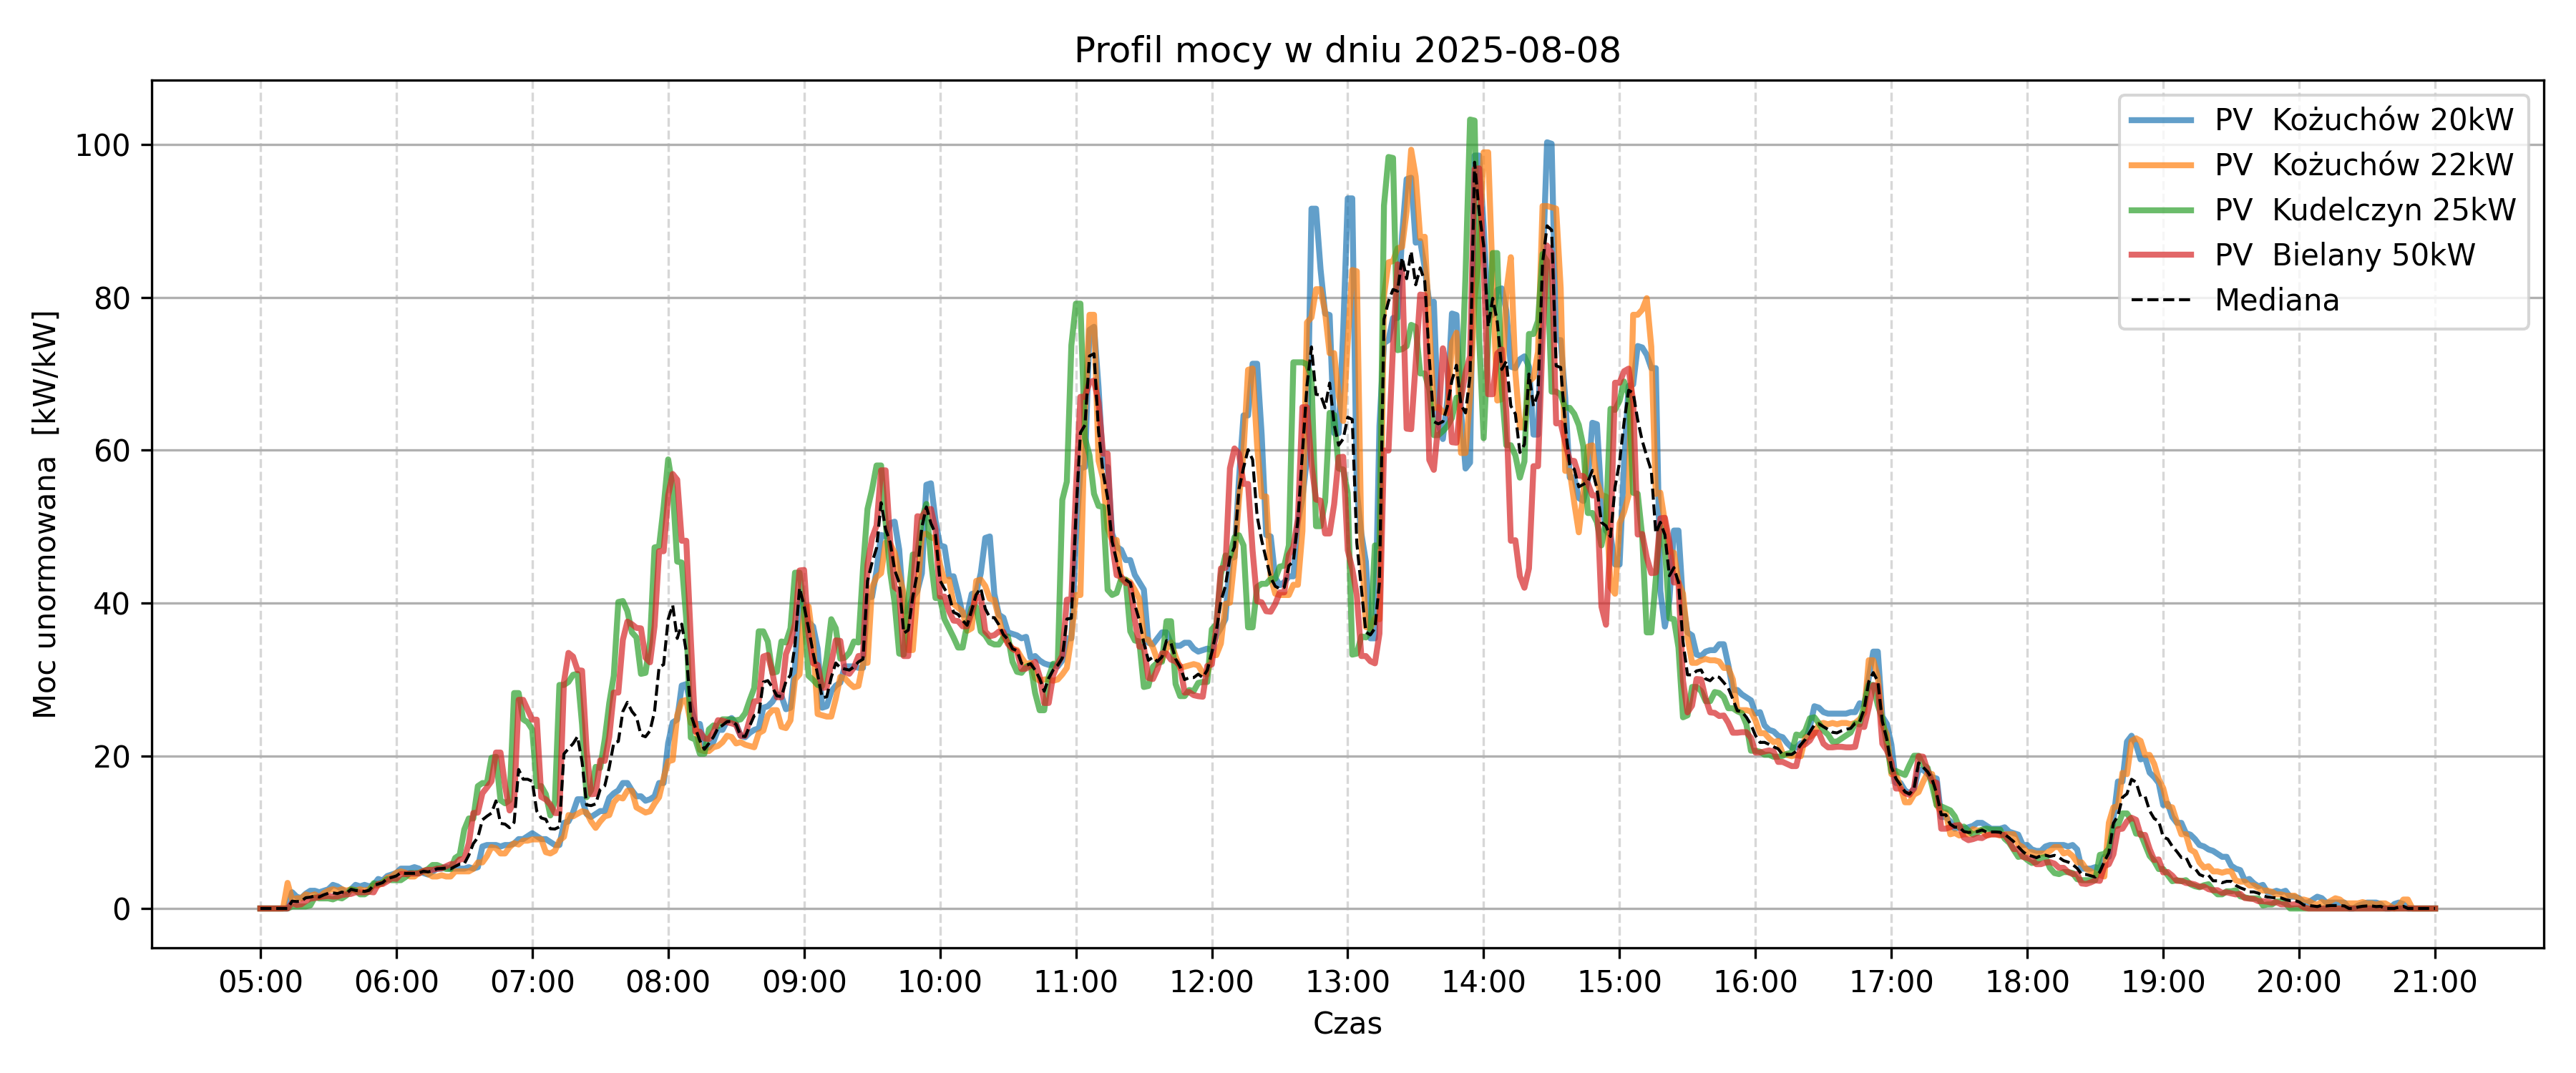 Profil mocy w dniu 2025-08-08
Moc unormowana  [kW/kW]
100
80
60
40
20
0
PV  Kożuchów 20kW
PV  Kożuchów 22kW
PV  Kudelczyn 25kW
PV  Bielany 50kW
Mediana
05:00 06:00 07:00 08:00 09:00 10:00 11:00 12:00 13:00 14:00 15:00 16:00 17:00 18:00 19:00 20:00 21:00
Czas